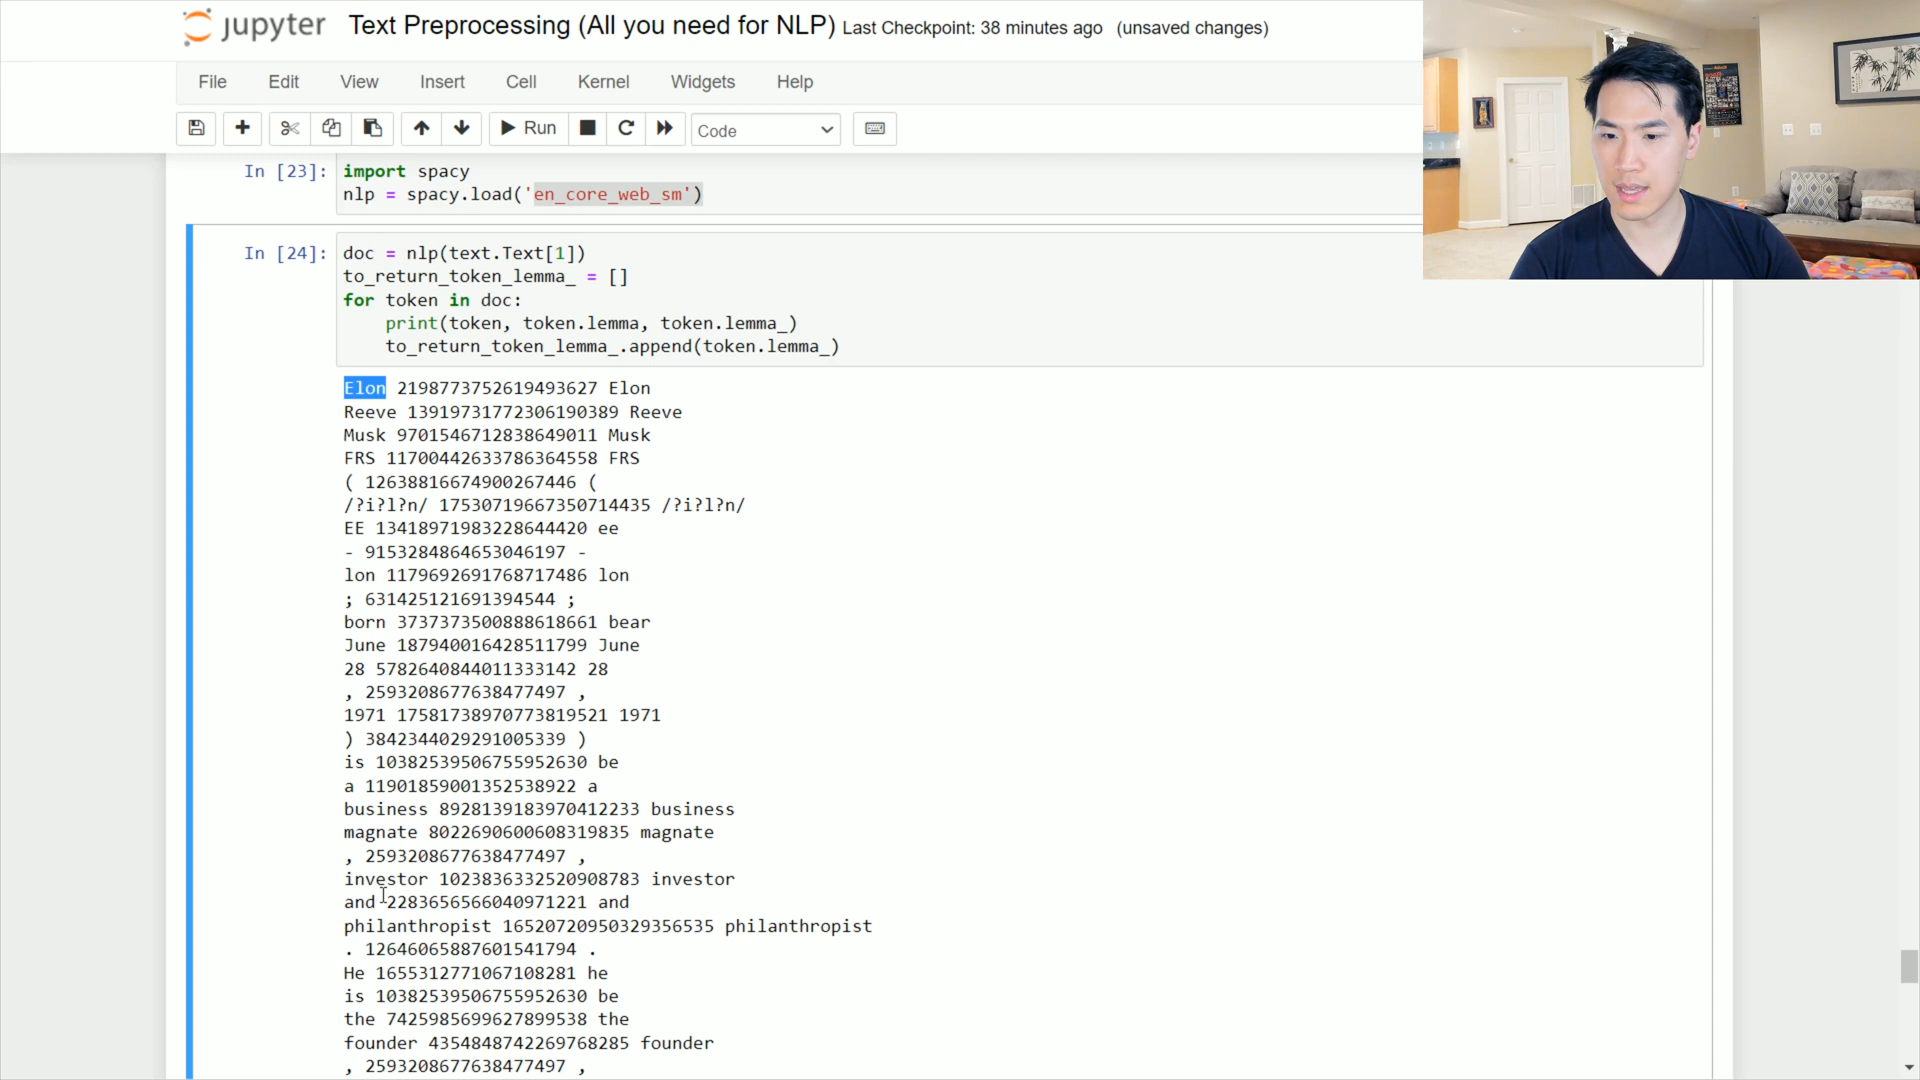 jupyter Text Preprocessing (All you need for NLP) Last Checkpoint: 38 minutes ago (unsaved changes)
File Edit View Insert Cell Kernel Widgets Help
Run Code
In [23]: import spacy
nlp = spacy.load('en_core_web_sm')
In [24]: doc = nlp(text.Text[1])
to_return_token_lemma_ = []
for token in doc:
    print(token, token.lemma, token.lemma_)
    to_return_token_lemma_.append(token.lemma_)
Elon 2198773752619493627 Elon
Reeve 13919731772306190389 Reeve
Musk 9701546712838649011 Musk
FRS 11700442633786364558 FRS
( 12638816674900267446 (
/?i?l?n/ 17530719667350714435 /?i?l?n/
EE 13418971983228644420 ee
- 9153284864653046197 -
lon 1179692691768717486 lon
; 631425121691394544 ;
born 3737373500888618661 bear
June 187940016428511799 June
28 5782640844011333142 28
, 2593208677638477497 ,
1971 17581738970773819521 1971
) 3842344029291005339 )
is 10382539506755952630 be
a 11901859001352538922 a
business 8928139183970412233 business
magnate 8022690600608319835 magnate
, 2593208677638477497 ,
investor 1023836332520908783 investor
and 2283656566040971221 and
philanthropist 16520720950329356535 philanthropist
. 12646065887601541794 .
He 1655312771067108281 he
is 10382539506755952630 be
the 7425985699627899538 the
founder 4354848742269768285 founder
, 2593208677638477497 ,